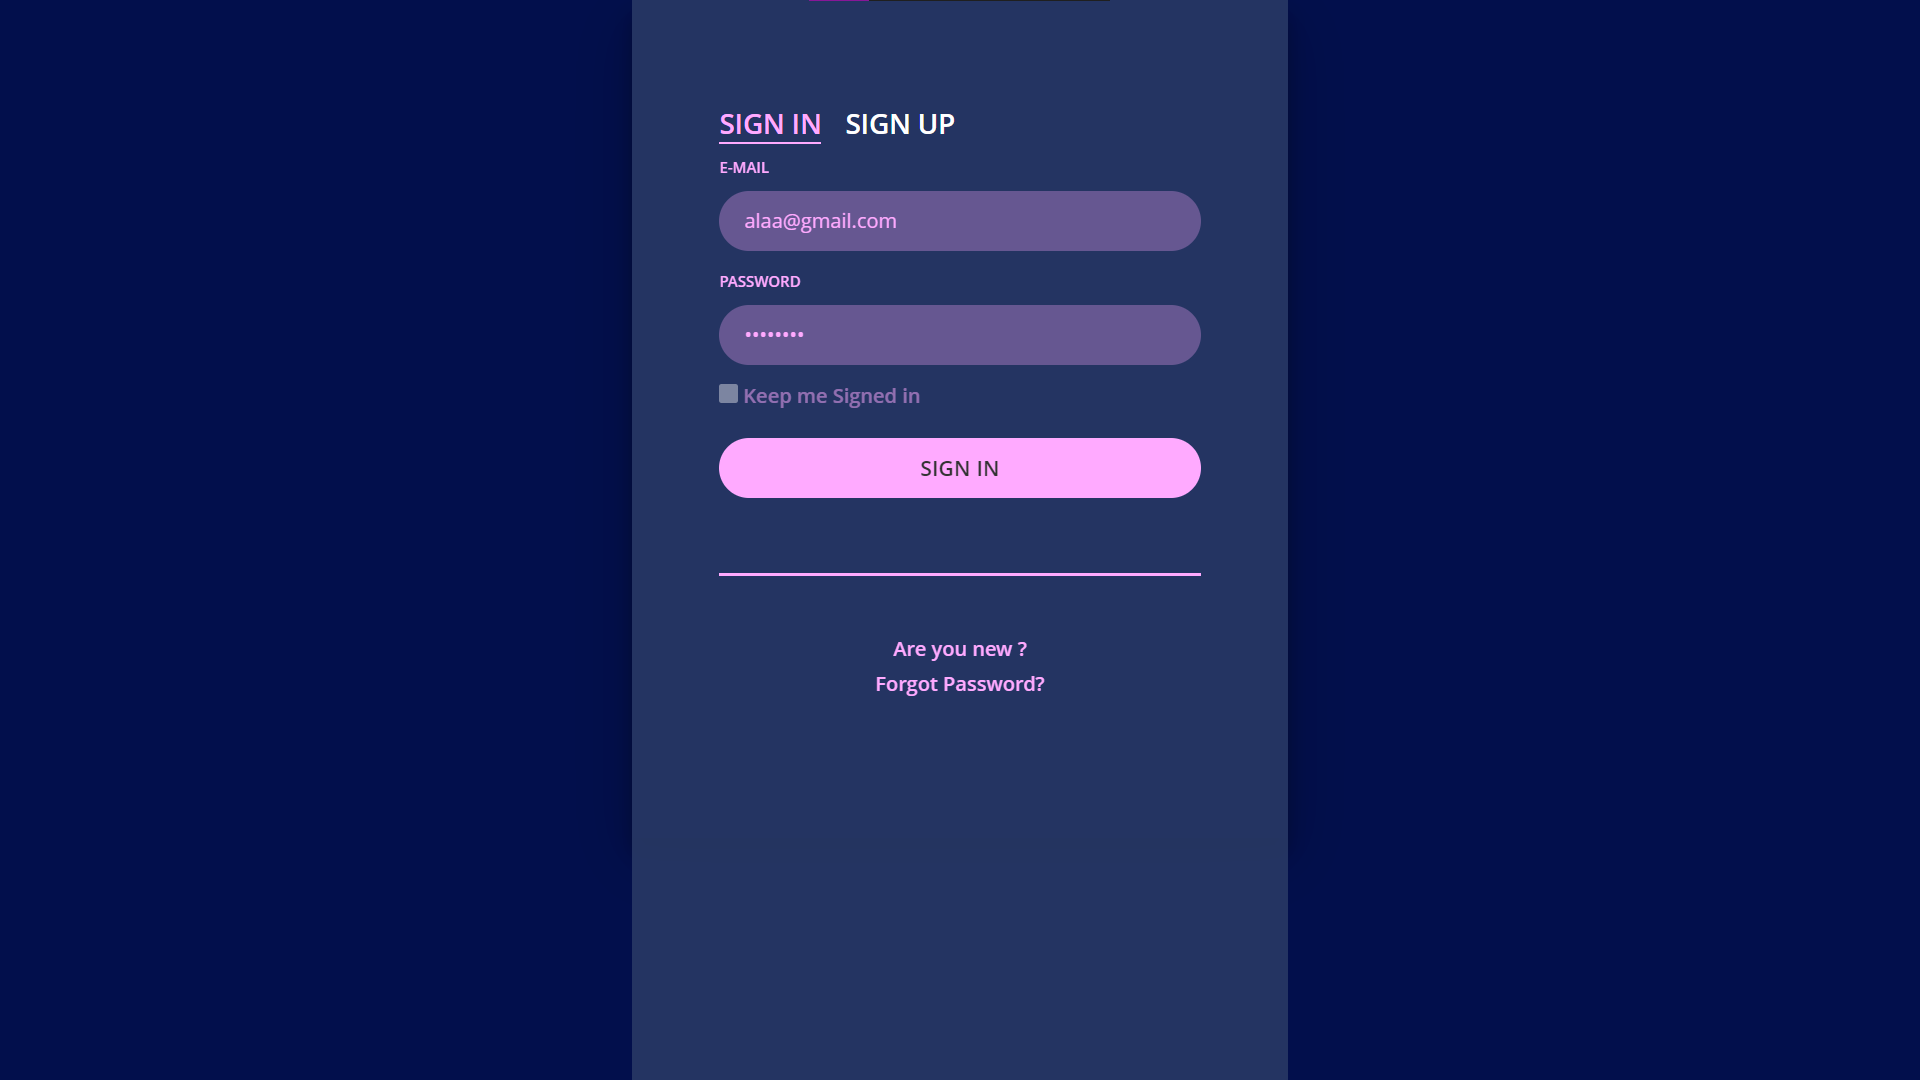 SIGN IN SIGN UP
E-MAIL
alaa@gmail.com
PASSWORD
••••••••
Keep me Signed in
SIGN IN
Are you new ?
Forgot Password?